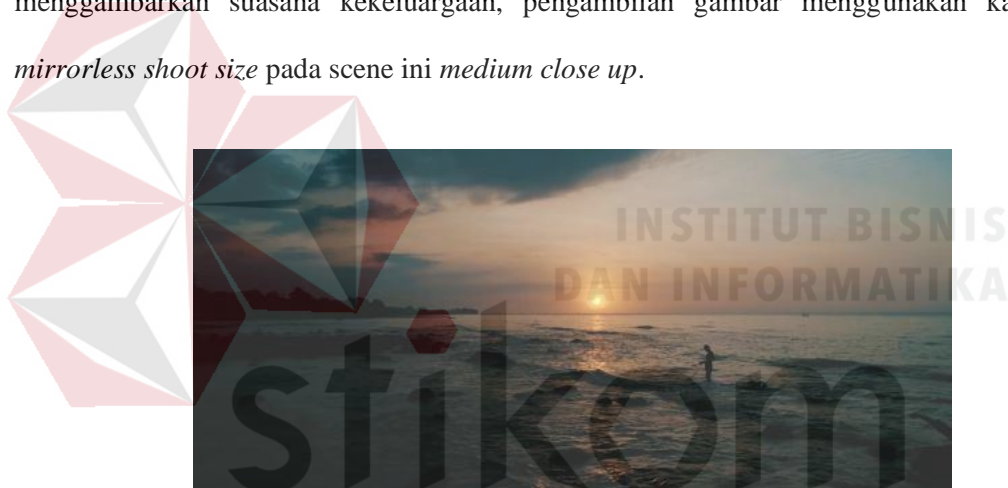 menggambarkan suasana kekeluargaan, pengambilan gambar menggunakan
mirrorless shoot size pada scene ini medium close up.
INSTITUT BISNIS
DAN INFORMATIKA
stikom